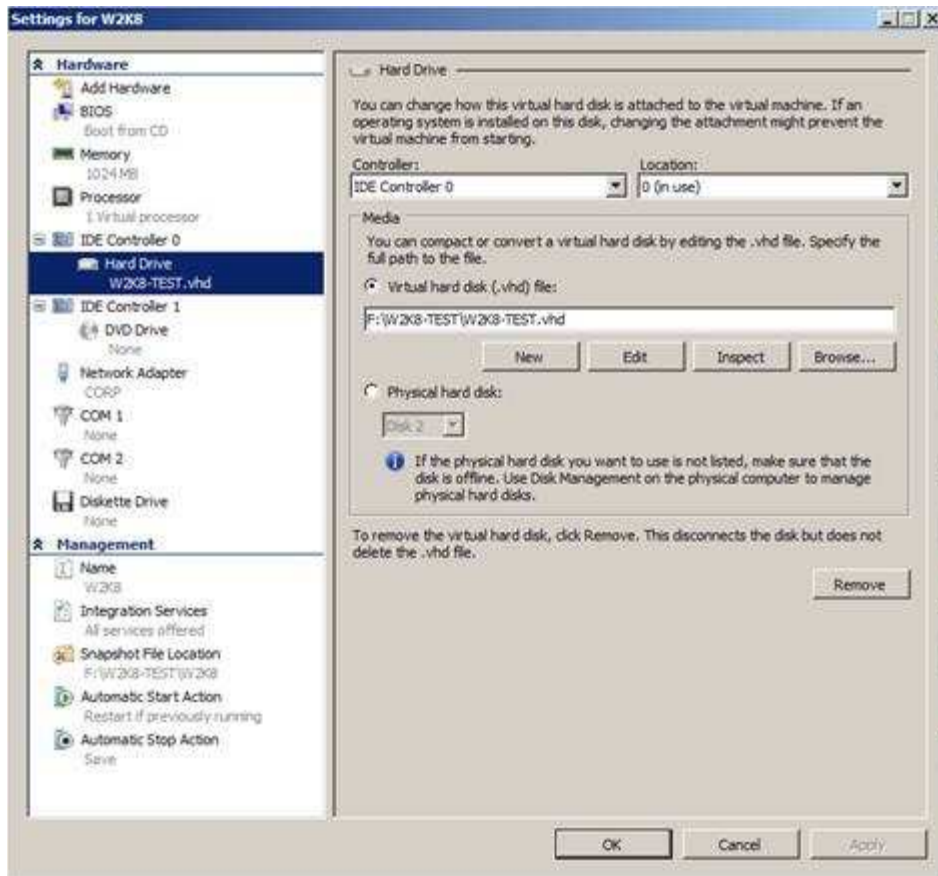 Settings for W2K8
Hardware
Add Hardware
BIOS
Boot from CD
Memory
1024 MB
Processor
1 Virtual processor
IDE Controller 0
Hard Drive
W2K8-TEST.vhd
IDE Controller 1
DVD Drive
None
Network Adapter
CORP
COM 1
None
COM 2
None
Diskette Drive
None
Management
Name
W2K8
Integration Services
All services offered
Snapshot File Location
F:\W2K8-TEST\W2K8
Automatic Start Action
Restart if previously running
Automatic Stop Action
Save
Hard Drive
You can change how this virtual hard disk is attached to the virtual machine. If an
operating system is installed on this disk, changing the attachment might prevent the
virtual machine from starting.
Controller: Location:
IDE Controller 0 0 (in use)
Media
You can compact or convert a virtual hard disk by editing the .vhd file. Specify the
full path to the file.
Virtual hard disk (.vhd) file:
F:\W2K8-TEST\W2K8-TEST.vhd
New Edit Inspect Browse...
Physical hard disk:
Disk 2
If the physical hard disk you want to use is not listed, make sure that the
disk is offline. Use Disk Management on the physical computer to manage
physical hard disks.
To remove the virtual hard disk, click Remove. This disconnects the disk but does not
delete the .vhd file.
Remove
OK Cancel Apply